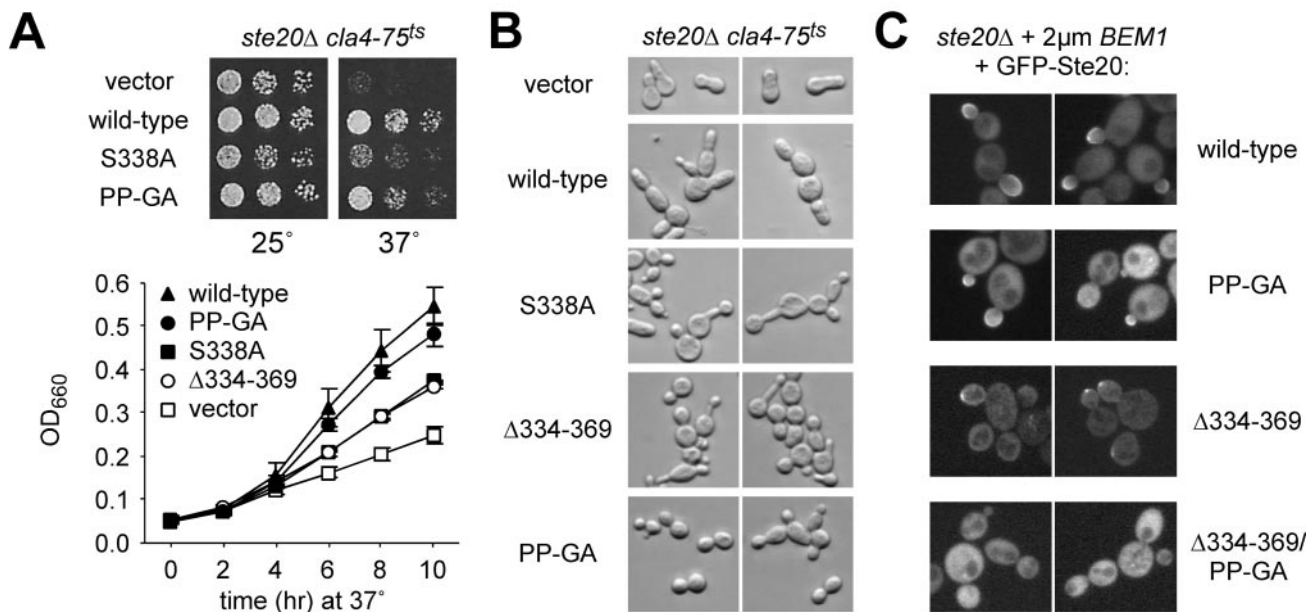 A
ste20Δ cla4-75ts
vector
wild-type
S338A
PP-GA
25°
37°
0.6
0.5
0.4
0.3
0.2
0.1
0.0
OD660
wild-type
PP-GA
S338A
Δ334-369
vector
0 2 4 6 8 10
time (hr) at 37°
B
ste20Δ cla4-75ts
vector
wild-type
S338A
Δ334-369
PP-GA
C
ste20Δ + 2μm BEM1
+ GFP-Ste20:
wild-type
PP-GA
Δ334-369
Δ334-369/
PP-GA